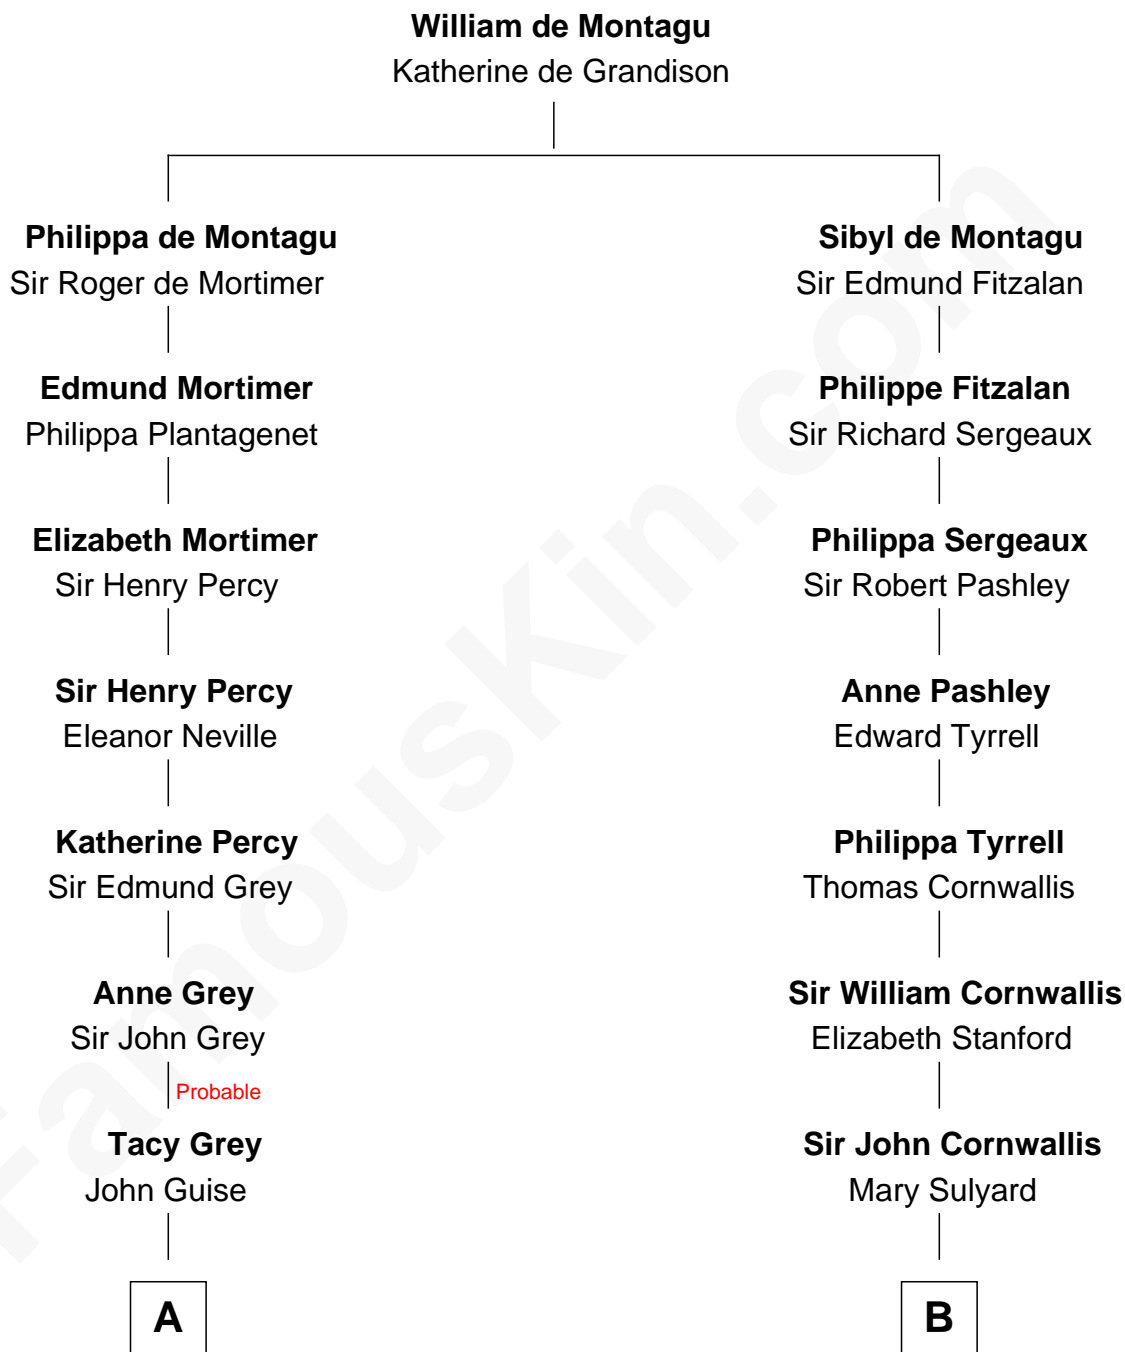 William de Montagu
Katherine de Grandison
Philippa de Montagu
Sir Roger de Mortimer
Sibyl de Montagu
Sir Edmund Fitzalan
Edmund Mortimer
Philippa Plantagenet
Philippe Fitzalan
Sir Richard Sergeaux
Elizabeth Mortimer
Sir Henry Percy
Philippa Sergeaux
Sir Robert Pashley
Sir Henry Percy
Eleanor Neville
Anne Pashley
Edward Tyrrell
Katherine Percy
Sir Edmund Grey
Philippa Tyrrell
Thomas Cornwallis
Anne Grey
Sir John Grey
Sir William Cornwallis
Elizabeth Stanford
Probable
Tacy Grey
John Guise
Sir John Cornwallis
Mary Sulyard
A
B
FamousKin.com